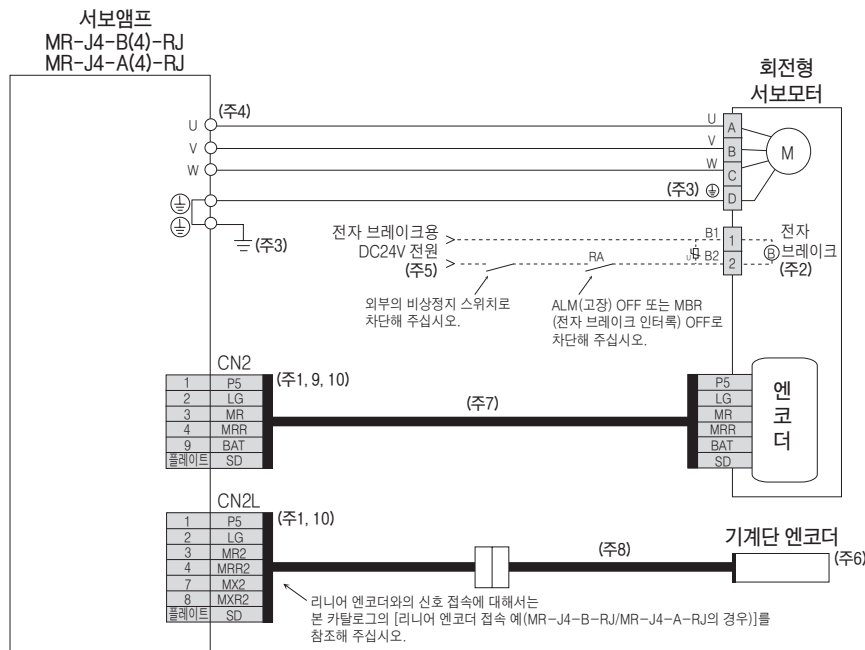 서보앰프
MR-J4-B(4)-RJ
MR-J4-A(4)-RJ
회전형
서보모터
(주4)
U
V
W
U
V
W
A
B
C
D
M
(주3)
(주3)
전자 브레이크용
DC24V 전원
(주5)
B1
B2
U
1
2
RA
B
전자
브레이크
(주2)
외부의 비상정지 스위치로
차단해 주십시오.
ALM(고장) OFF 또는 MBR
(전자 브레이크 인터록) OFF로
차단해 주십시오.
CN2
(주1, 9, 10)
1 P5
2 LG
3 MR
4 MRR
9 BAT
플레이트 SD
(주7)
P5
LG
MR
MRR
BAT
SD
엔
코
더
CN2L
(주1, 10)
1 P5
2 LG
3 MR2
4 MRR2
7 MX2
8 MXR2
플레이트 SD
(주8)
기계단 엔코더
(주6)
리니어 엔코더와의 신호 접속에 대해서는
본 카탈로그의 [리니어 엔코더 접속 예(MR-J4-B-RJ/MR-J4-A-RJ의 경우)]를
참조해 주십시오.